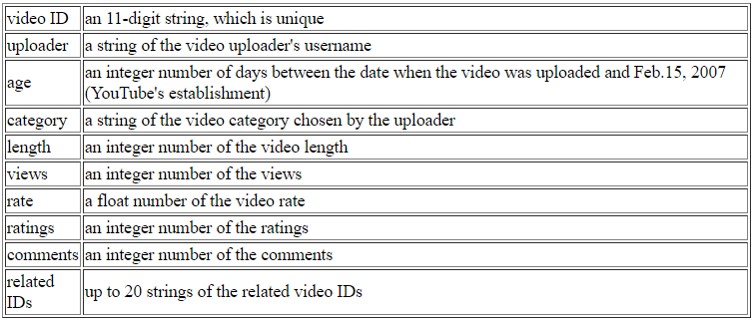 video ID an 11-digit string, which is unique
uploader a string of the video uploader's username
age an integer number of days between the date when the video was uploaded and Feb.15, 2007
(YouTube's establishment)
category a string of the video category chosen by the uploader
length an integer number of the video length
views an integer number of the views
rate a float number of the video rate
ratings an integer number of the ratings
comments an integer number of the comments
related
IDs up to 20 strings of the related video IDs